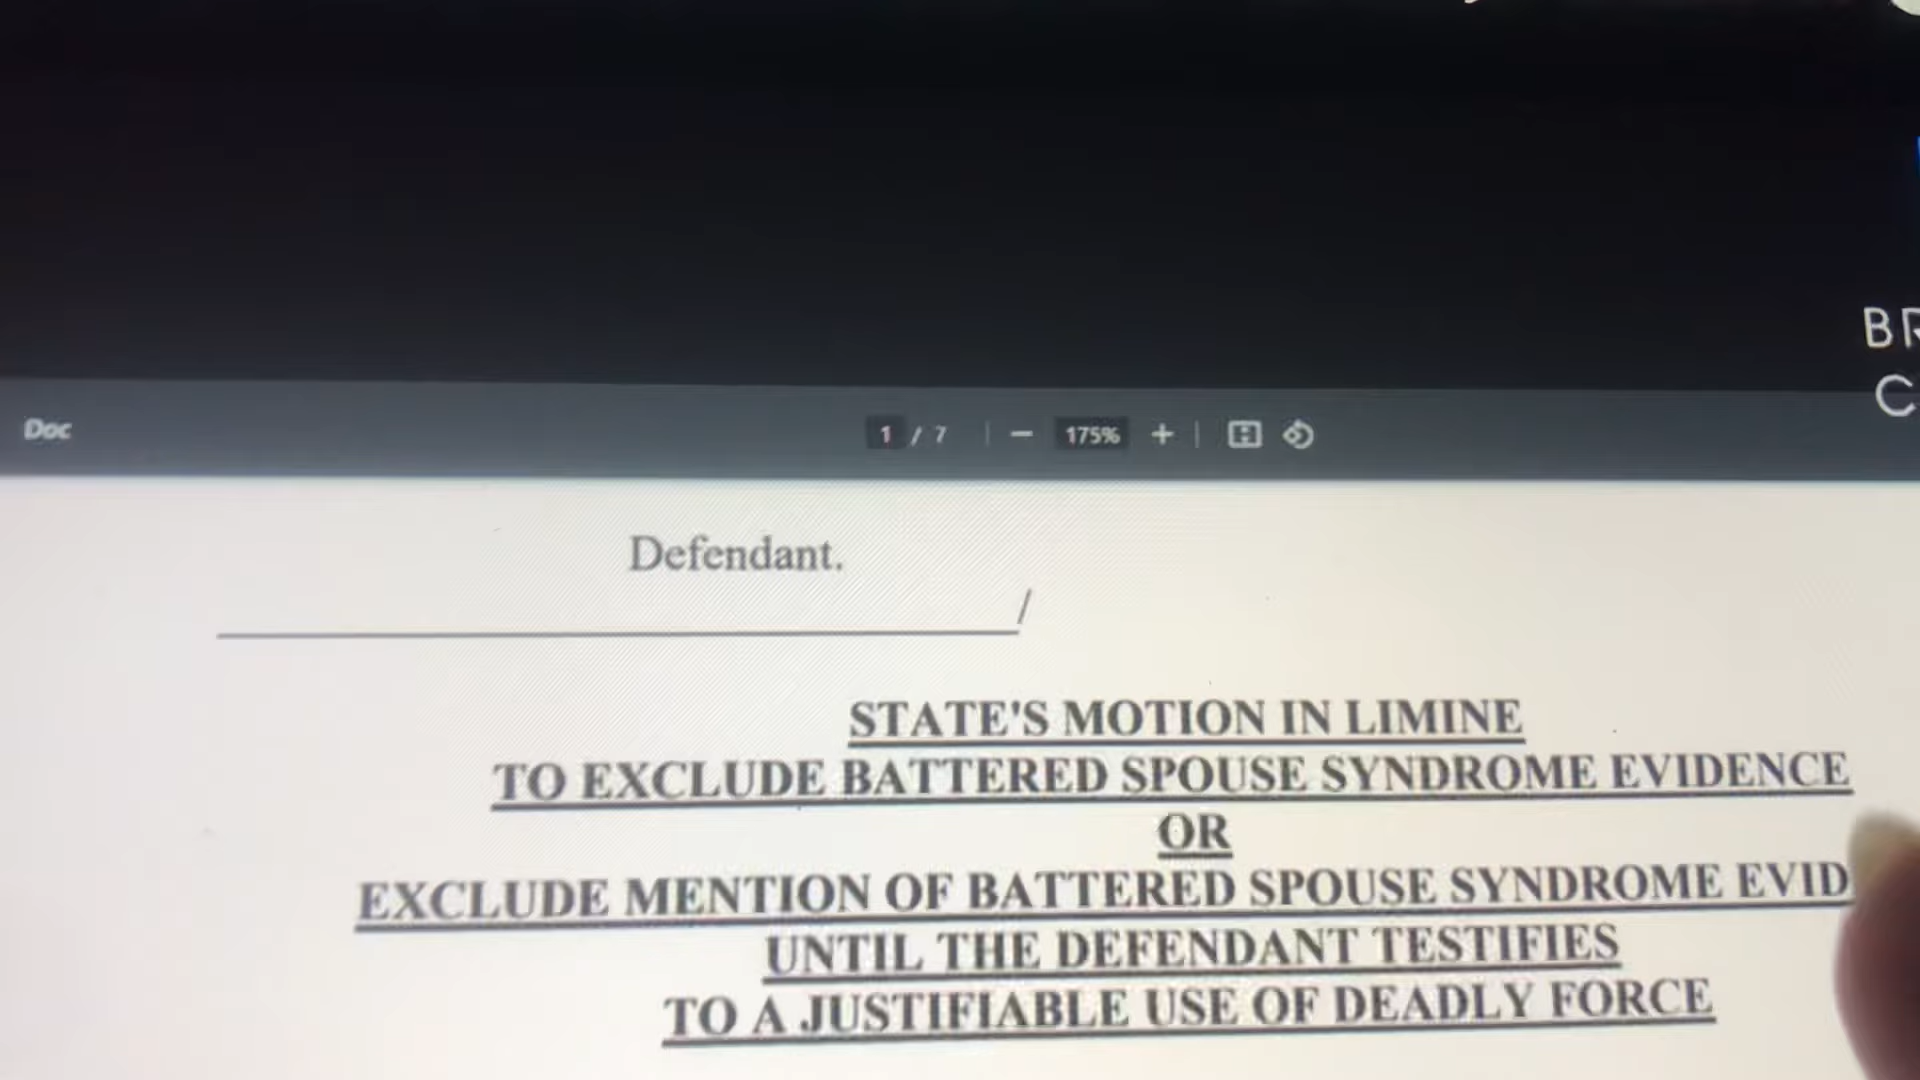 BR
C
Doc 1 / 7 175%
Defendant.
/
STATE'S MOTION IN LIMINE
TO EXCLUDE BATTERED SPOUSE SYNDROME EVIDENCE
OR
EXCLUDE MENTION OF BATTERED SPOUSE SYNDROME EVID
UNTIL THE DEFENDANT TESTIFIES
TO A JUSTIFIABLE USE OF DEADLY FORCE